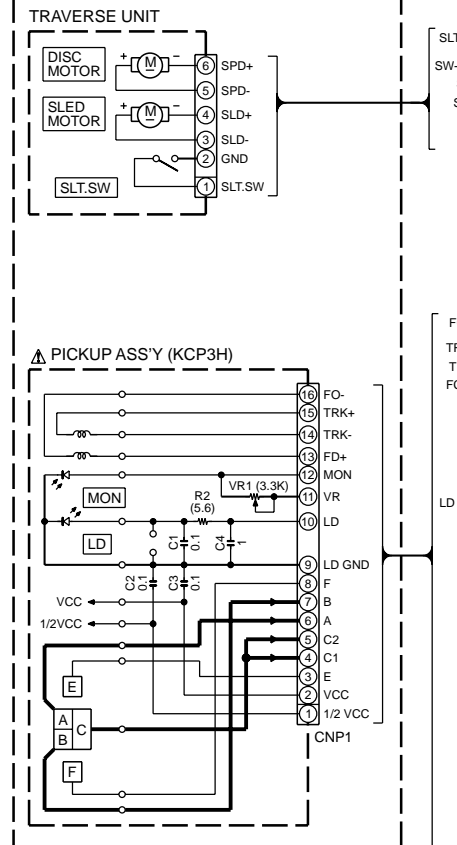 TRAVERSE UNIT
DISC MOTOR
+ M -
6 SPD+
5 SPD-
SLED MOTOR
+ M -
4 SLD+
3 SLD-
2 GND
SLT.SW
1 SLT.SW
SLT
SW-
S
⚠ PICKUP ASS'Y (KCP3H)
16 FO-
15 TRK+
14 TRK-
13 FD+
12 MON
MON
VR1 (3.3K)
11 VR
R2
(5.6)
10 LD
LD
C1
0.1
C4
1
9 LD GND
C2
0.1
C3
0.1
8 F
VCC
7 B
6 A
1/2VCC
5 C2
4 C1
E
3 E
2 VCC
A
B
C
1 1/2 VCC
CNP1
F
F
TR
T
FO
LD